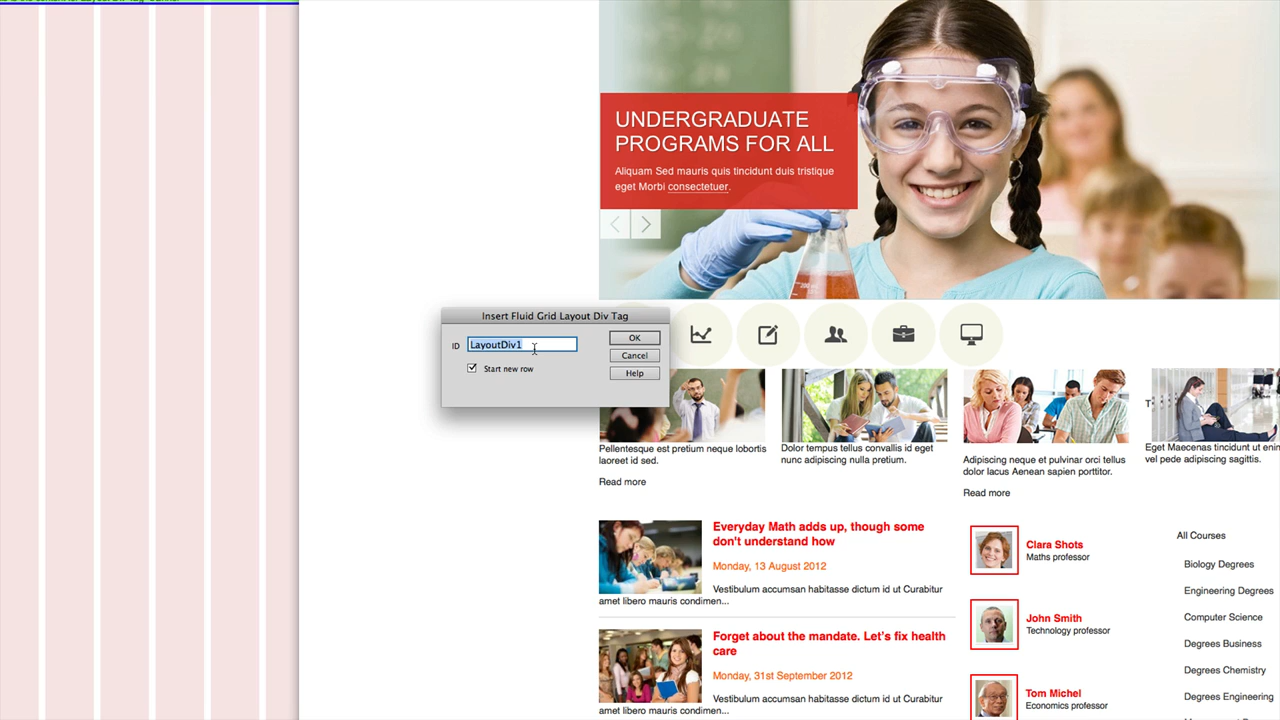 UNDERGRADUATE
PROGRAMS FOR ALL
Aliquam Sed mauris quis tincidunt duis tristique
eget Morbi consectetuer.
Insert Fluid Grid Layout Div Tag
ID
LayoutDiv1
Start new row
OK
Cancel
Help
Pellentesque est pretium neque lobortis
laoreet id sed.
Read more
Dolor tempus tellus convallis id eget
nunc adipiscing nulla pretium.
Adipiscing neque et pulvinar orci tellus
dolor lacus Aenean sapien porttitor.
Read more
T
Eget Maecenas tincidunt ut enin
vel pede adipiscing sagittis.
Everyday Math adds up, though some
don't understand how
Monday, 13 August 2012
Vestibulum accumsan habitasse dictum id ut Curabitur
amet libero mauris condimen...
Forget about the mandate. Let's fix health
care
Monday, 31st September 2012
Vestibulum accumsan habitasse dictum id ut Curabitur
amet libero mauris condimen...
Clara Shots
Maths professor
John Smith
Technology professor
Tom Michel
Economics professor
All Courses
Biology Degrees
Engineering Degrees
Computer Science
Degrees Business
Degrees Chemistry
Degrees Engineering